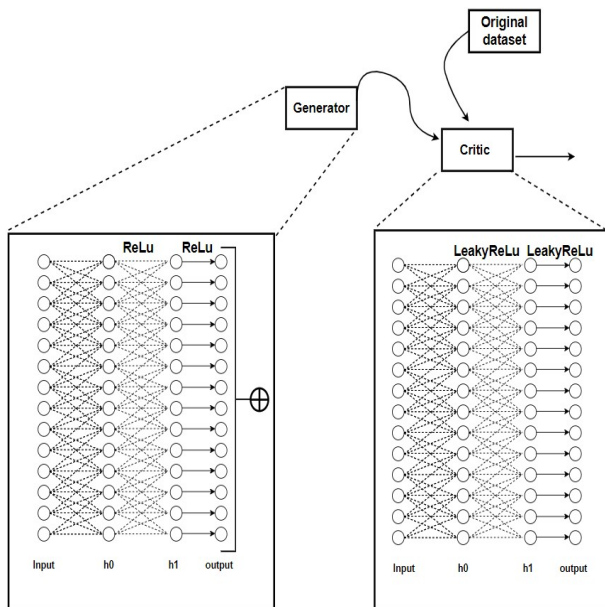 Original
dataset
Generator
Critic
ReLu ReLu
Input h0 h1 output
LeakyReLu LeakyReLu
Input h0 h1 output